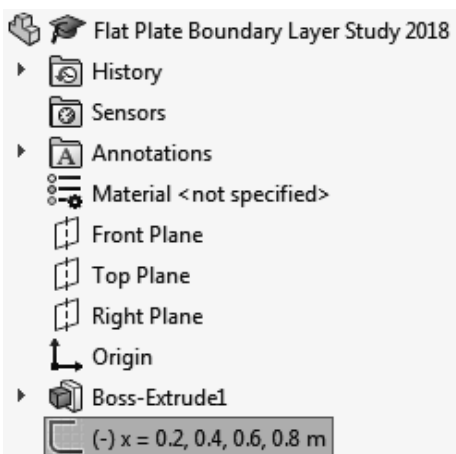 Flat Plate Boundary Layer Study 2018
History
Sensors
Annotations
Material <not specified>
Front Plane
Top Plane
Right Plane
Origin
Boss-Extrude1
(-) x = 0.2, 0.4, 0.6, 0.8 m